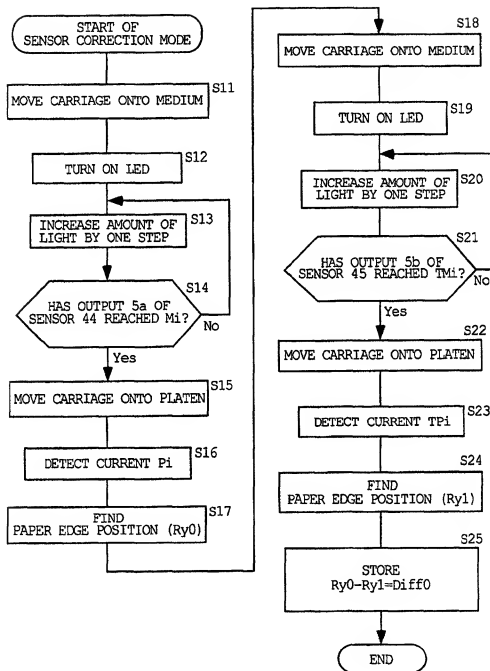 START OF
SENSOR CORRECTION MODE
S11
MOVE CARRIAGE ONTO MEDIUM
S12
TURN ON LED
S13
INCREASE AMOUNT OF
LIGHT BY ONE STEP
S14
HAS OUTPUT 5a OF
SENSOR 44 REACHED Mi?
No
Yes
S15
MOVE CARRIAGE ONTO PLATEN
S16
DETECT CURRENT Pi
S17
FIND
PAPER EDGE POSITION (Ry0)
S18
MOVE CARRIAGE ONTO MEDIUM
S19
TURN ON LED
S20
INCREASE AMOUNT OF
LIGHT BY ONE STEP
S21
HAS OUTPUT 5b OF
SENSOR 45 REACHED TMi?
No
Yes
S22
MOVE CARRIAGE ONTO PLATEN
S23
DETECT CURRENT TPi
S24
FIND
PAPER EDGE POSITION (Ry1)
S25
STORE
Ry0-Ry1=Diff0
END